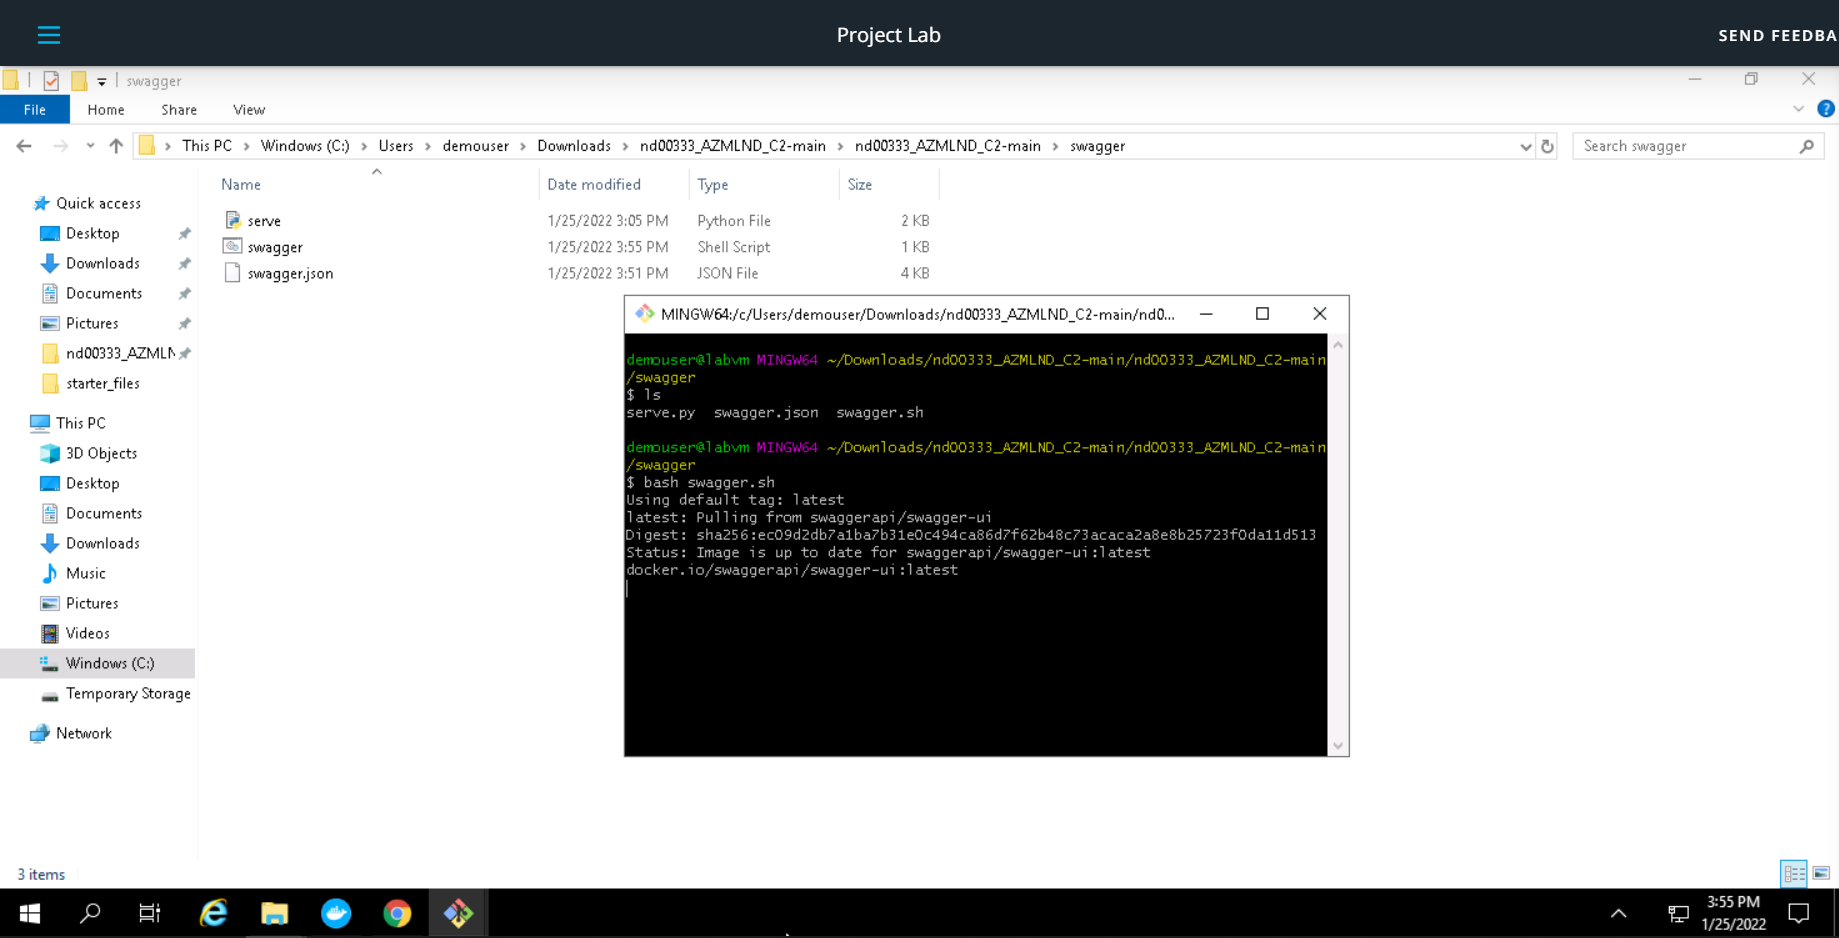 Project Lab
SEND FEEDBA
swagger
File Home Share View
This PC Windows (C:) Users demouser Downloads nd00333_AZMLND_C2-main nd00333_AZMLND_C2-main swagger
Search swagger
Name Date modified Type Size
serve 1/25/2022 3:05 PM Python File 2 KB
swagger 1/25/2022 3:55 PM Shell Script 1 KB
swagger.json 1/25/2022 3:51 PM JSON File 4 KB
Quick access
Desktop
Downloads
Documents
Pictures
nd00333_AZMLN
starter_files
This PC
3D Objects
Desktop
Documents
Downloads
Music
Pictures
Videos
Windows (C:)
Temporary Storage
Network
MINGW64:/c/Users/demouser/Downloads/nd00333_AZMLND_C2-main/nd0...
demouser@labvm MINGW64 ~/Downloads/nd00333_AZMLND_C2-main/nd00333_AZMLND_C2-main
/swagger
$ ls
serve.py swagger.json swagger.sh
demouser@labvm MINGW64 ~/Downloads/nd00333_AZMLND_C2-main/nd00333_AZMLND_C2-main
/swagger
$ bash swagger.sh
Using default tag: latest
latest: Pulling from swaggerapi/swagger-ui
Digest: sha256:ec09d2db7a1ba7b31e0c494ca86d7f62b48c73acaca2a8e8b25723f0da11d513
Status: Image is up to date for swaggerapi/swagger-ui:latest
docker.io/swaggerapi/swagger-ui:latest
3 items
3:55 PM
1/25/2022